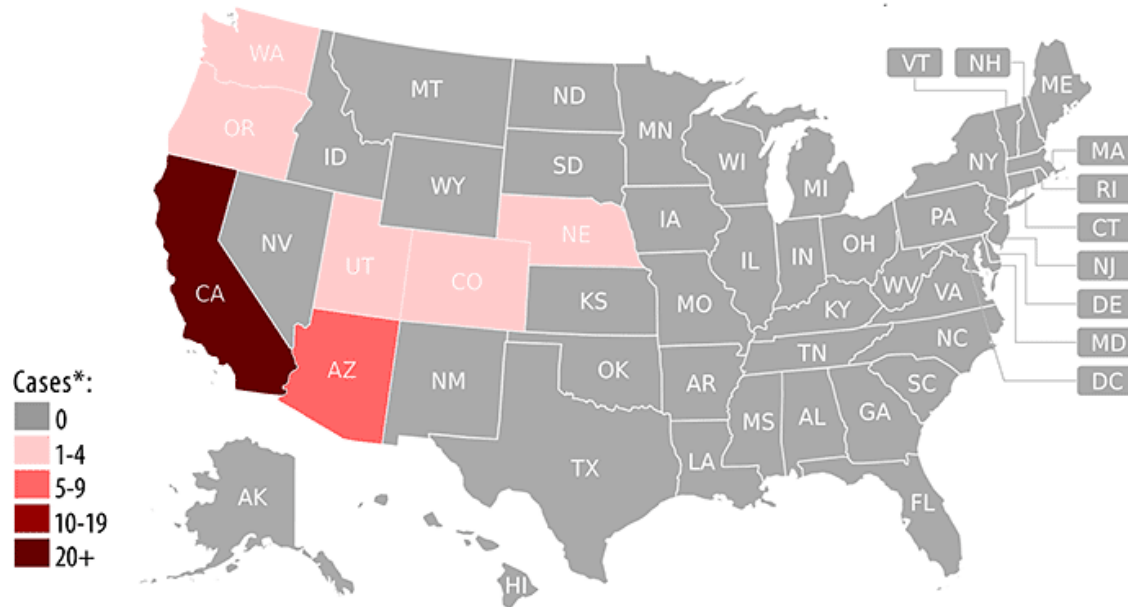 VT
NH
WA
ME
MT
ND
MN
OR
MA
ID
WI
NY
SD
WY
MI
RI
IA
PA
CT
NV
NE
OH
UT
IL
IN
NJ
CO
WV
VA
CA
KS
MO
KY
DE
NC
MD
TN
AZ
OK
NM
AR
SC
DC
Cases*:
0
MS
AL
GA
1-4
LA
TX
5-9
AK
FL
10-19
20+
HI